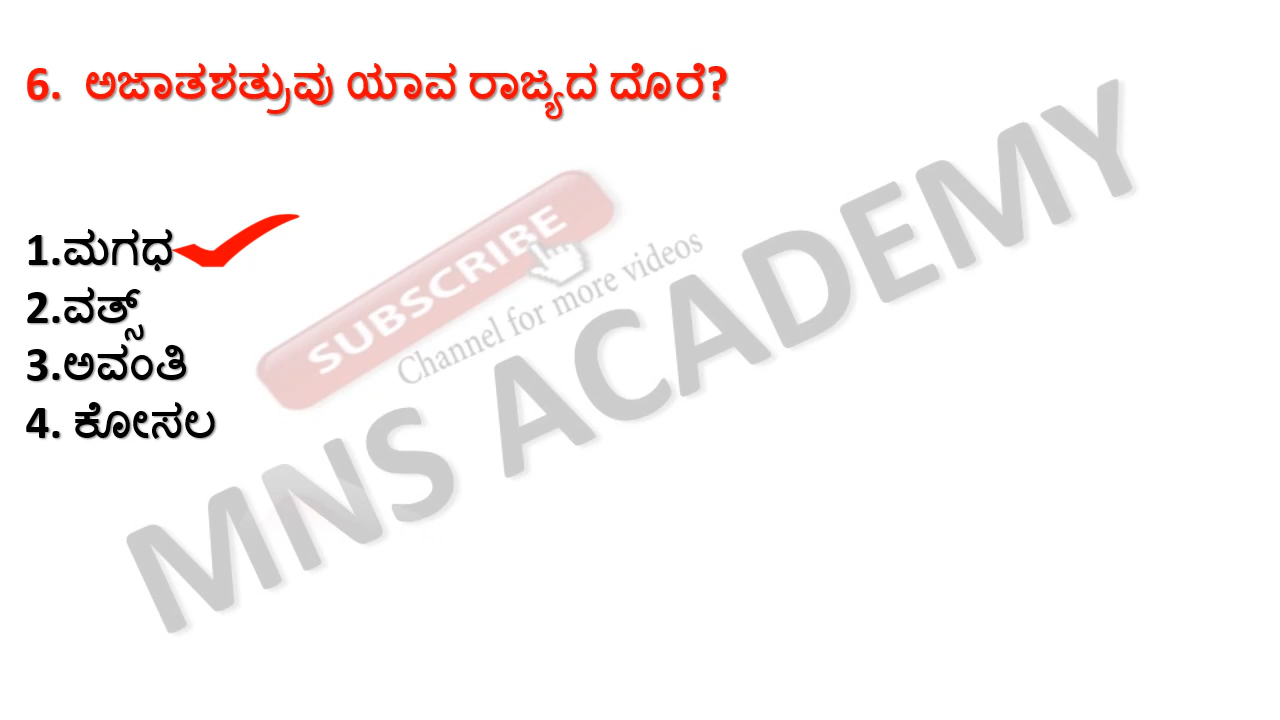 6. ಅಜಾತಶತ್ರುವು ಯಾವ ರಾಜ್ಯದ ದೊರೆ?
1.ಮಗಧ
2.ವತ್ಸ್
3.ಅವಂತಿ
4. ಕೋಸಲ
SUBSCRIBE
Channel for more videos
MNS ACADEMY